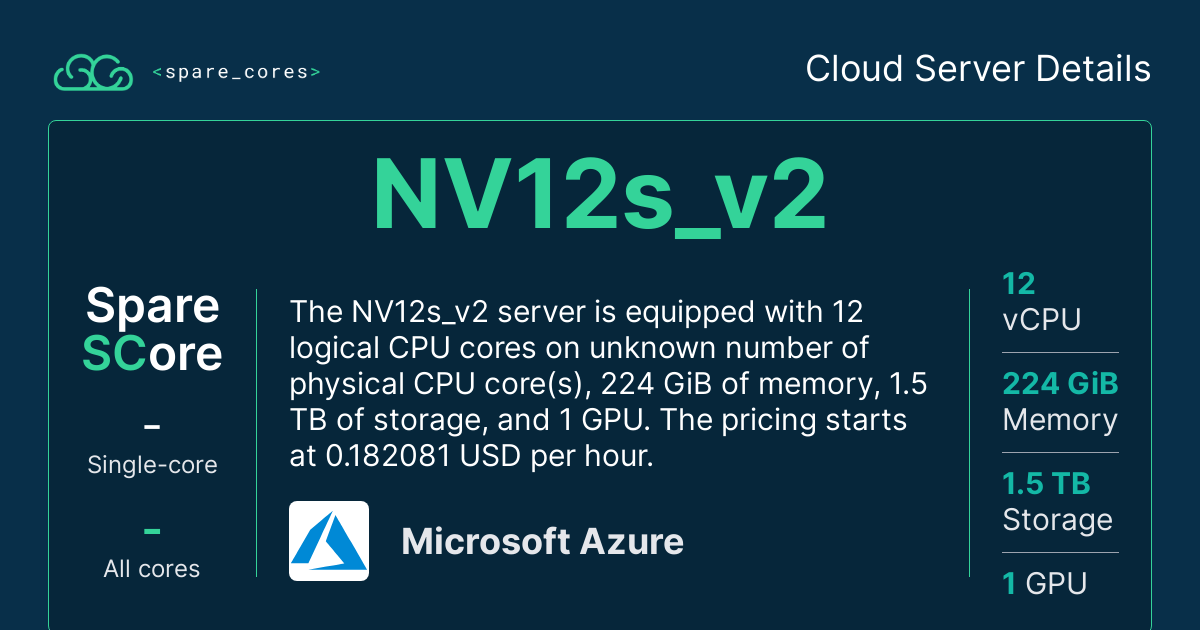 <spare_cores>
Cloud Server Details
NV12s_v2
Spare
SCore
-
Single-core
-
All cores
The NV12s_v2 server is equipped with 12
logical CPU cores on unknown number of
physical CPU core(s), 224 GiB of memory, 1.5
TB of storage, and 1 GPU. The pricing starts
at 0.182081 USD per hour.
Microsoft Azure
12
vCPU
224 GiB
Memory
1.5 TB
Storage
1 GPU